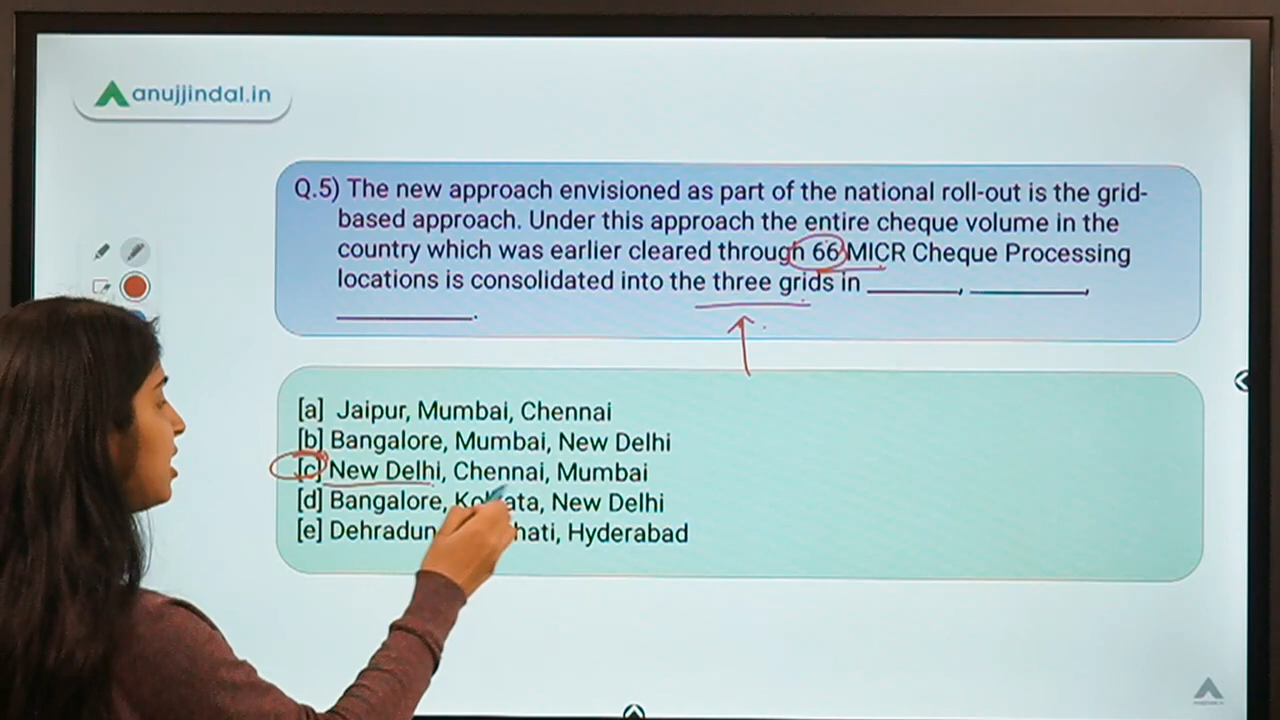 anujjindal.in
Q.5) The new approach envisioned as part of the national roll-out is the grid-
based approach. Under this approach the entire cheque volume in the
country which was earlier cleared through 66 MICR Cheque Processing
locations is consolidated into the three grids in ________, __________,
___________.
[a] Jaipur, Mumbai, Chennai
[b] Bangalore, Mumbai, New Delhi
[c] New Delhi, Chennai, Mumbai
[d] Bangalore, Kolkata, New Delhi
[e] Dehradun hati, Hyderabad